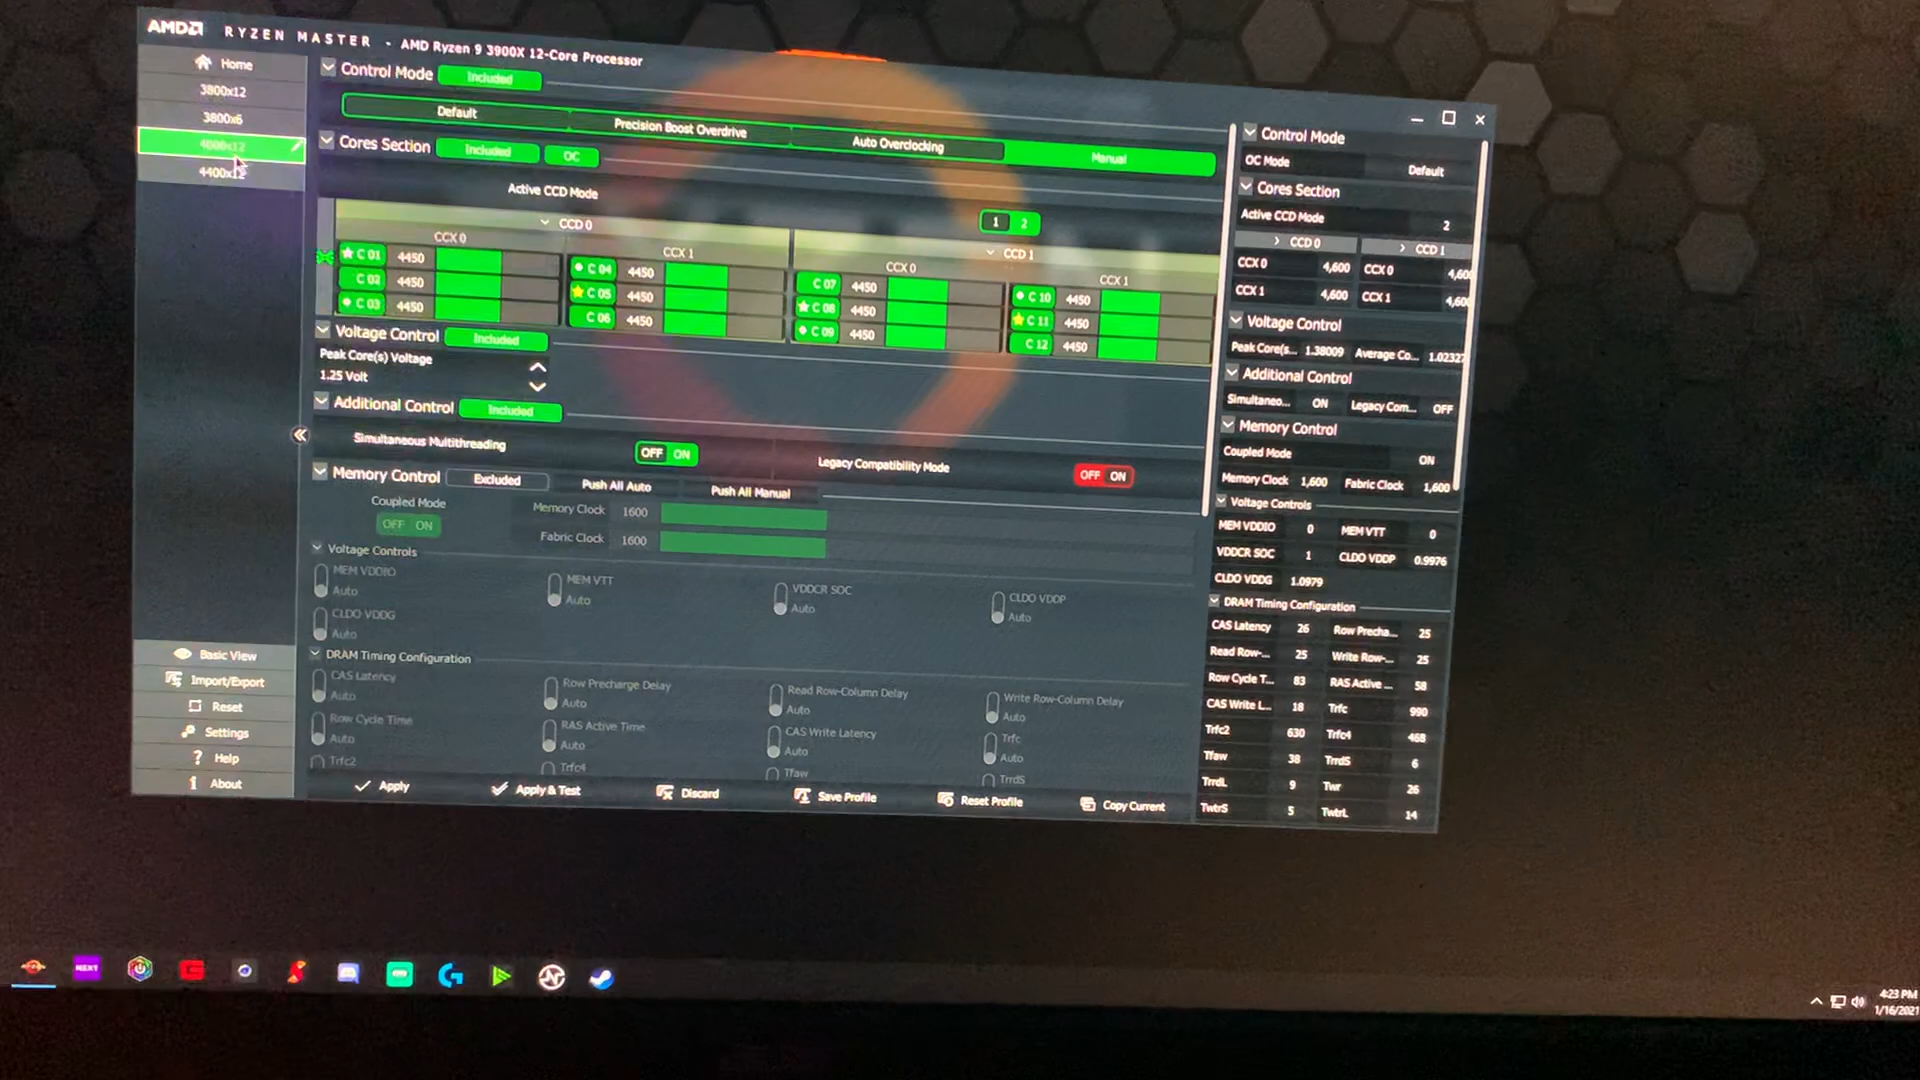 AMD RYZEN MASTER - AMD Ryzen 9 3900X 12-Core Processor
Home
3800x12
3800x6
4600x12
4400x12
Basic View
Import/Export
Reset
Settings
Help
About
Control Mode Included
Default Precision Boost Overdrive Auto Overclocking Manual
Cores Section Included OC
Active CCD Mode 1 2
CCD 0 CCD 1
CCX 0 CCX 1 CCX 0 CCX 1
C 01 4450 C 04 4450 C 07 4450 C 10 4450
C 02 4450 C 05 4450 C 08 4450 C 11 4450
C 03 4450 C 06 4450 C 09 4450 C 12 4450
Voltage Control Included
Peak Core(s) Voltage
1.25 Volt
Additional Control Included
Simultaneous Multithreading OFF ON Legacy Compatibility Mode OFF ON
Memory Control Excluded Push All Auto Push All Manual
Coupled Mode Memory Clock 1600
OFF ON Fabric Clock 1600
Voltage Controls
MEM VDDIO MEM VTT VDDCR SOC CLDO VDDP
Auto Auto Auto Auto
CLDO VDDG
Auto
DRAM Timing Configuration
CAS Latency Row Precharge Delay Read Row-Column Delay Write Row-Column Delay
Auto Auto Auto Auto
Row Cycle Time RAS Active Time CAS Write Latency Trfc
Auto Auto Auto Auto
Trfc2 Trfc4 Tfaw TrrdS
Apply Apply & Test Discard Save Profile Reset Profile Copy Current
Control Mode
OC Mode Default
Cores Section
Active CCD Mode 2
CCD 0 CCD 1
CCX 0 4,600 CCX 0 4,600
CCX 1 4,600 CCX 1 4,600
Voltage Control
Peak Core(s... 1.38009 Average Co... 1.02327
Additional Control
Simultaneo... ON Legacy Com... OFF
Memory Control
Coupled Mode ON
Memory Clock 1,600 Fabric Clock 1,600
Voltage Controls
MEM VDDIO 0 MEM VTT 0
VDDCR SOC 1 CLDO VDDP 0.9976
CLDO VDDG 1.0979
DRAM Timing Configuration
CAS Latency 26 Row Precha... 25
Read Row-... 25 Write Row-... 25
Row Cycle T... 83 RAS Active ... 58
CAS Write L... 18 Trfc 990
Trfc2 630 Trfc4 468
Tfaw 38 TrrdS 6
TrrdL 9 Twr 26
TwtrS 5 TwtrL 14
NEXT
4:23 PM
1/16/2021